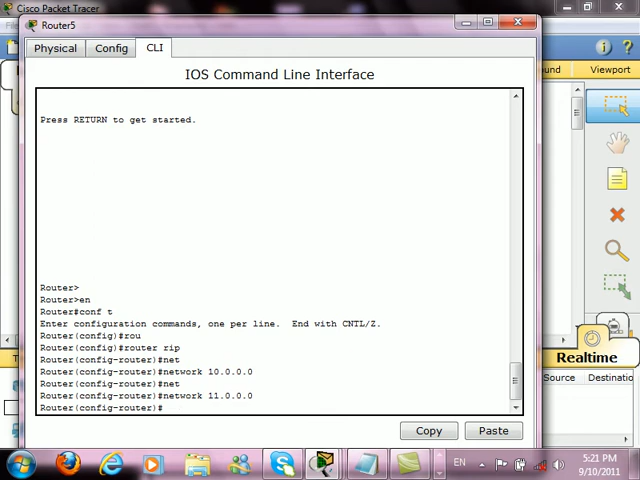 Cisco Packet Tracer
Router5
Physical
Config
CLI
IOS Command Line Interface
Press RETURN to get started.
Router>
Router>en
Router#conf t
Enter configuration commands, one per line.  End with CNTL/Z.
Router(config)#rou
Router(config)#router rip
Router(config-router)#net
Router(config-router)#network 10.0.0.0
Router(config-router)#net
Router(config-router)#network 11.0.0.0
Router(config-router)#
Copy
Paste
Viewport
Realtime
Source
Destinatio
EN
5:21 PM
9/10/2011